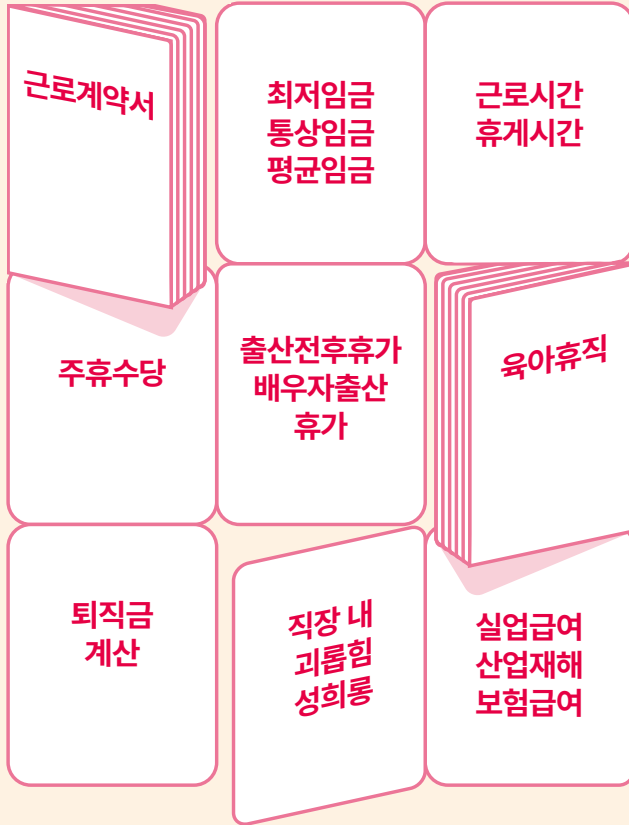 근로계약서
최저임금
통상임금
평균임금
근로시간
휴게시간
주휴수당
출산전후휴가
배우자출산
휴가
육아휴직
퇴직금
계산
직장 내
괴롭힘
성희롱
실업급여
산업재해
보험급여